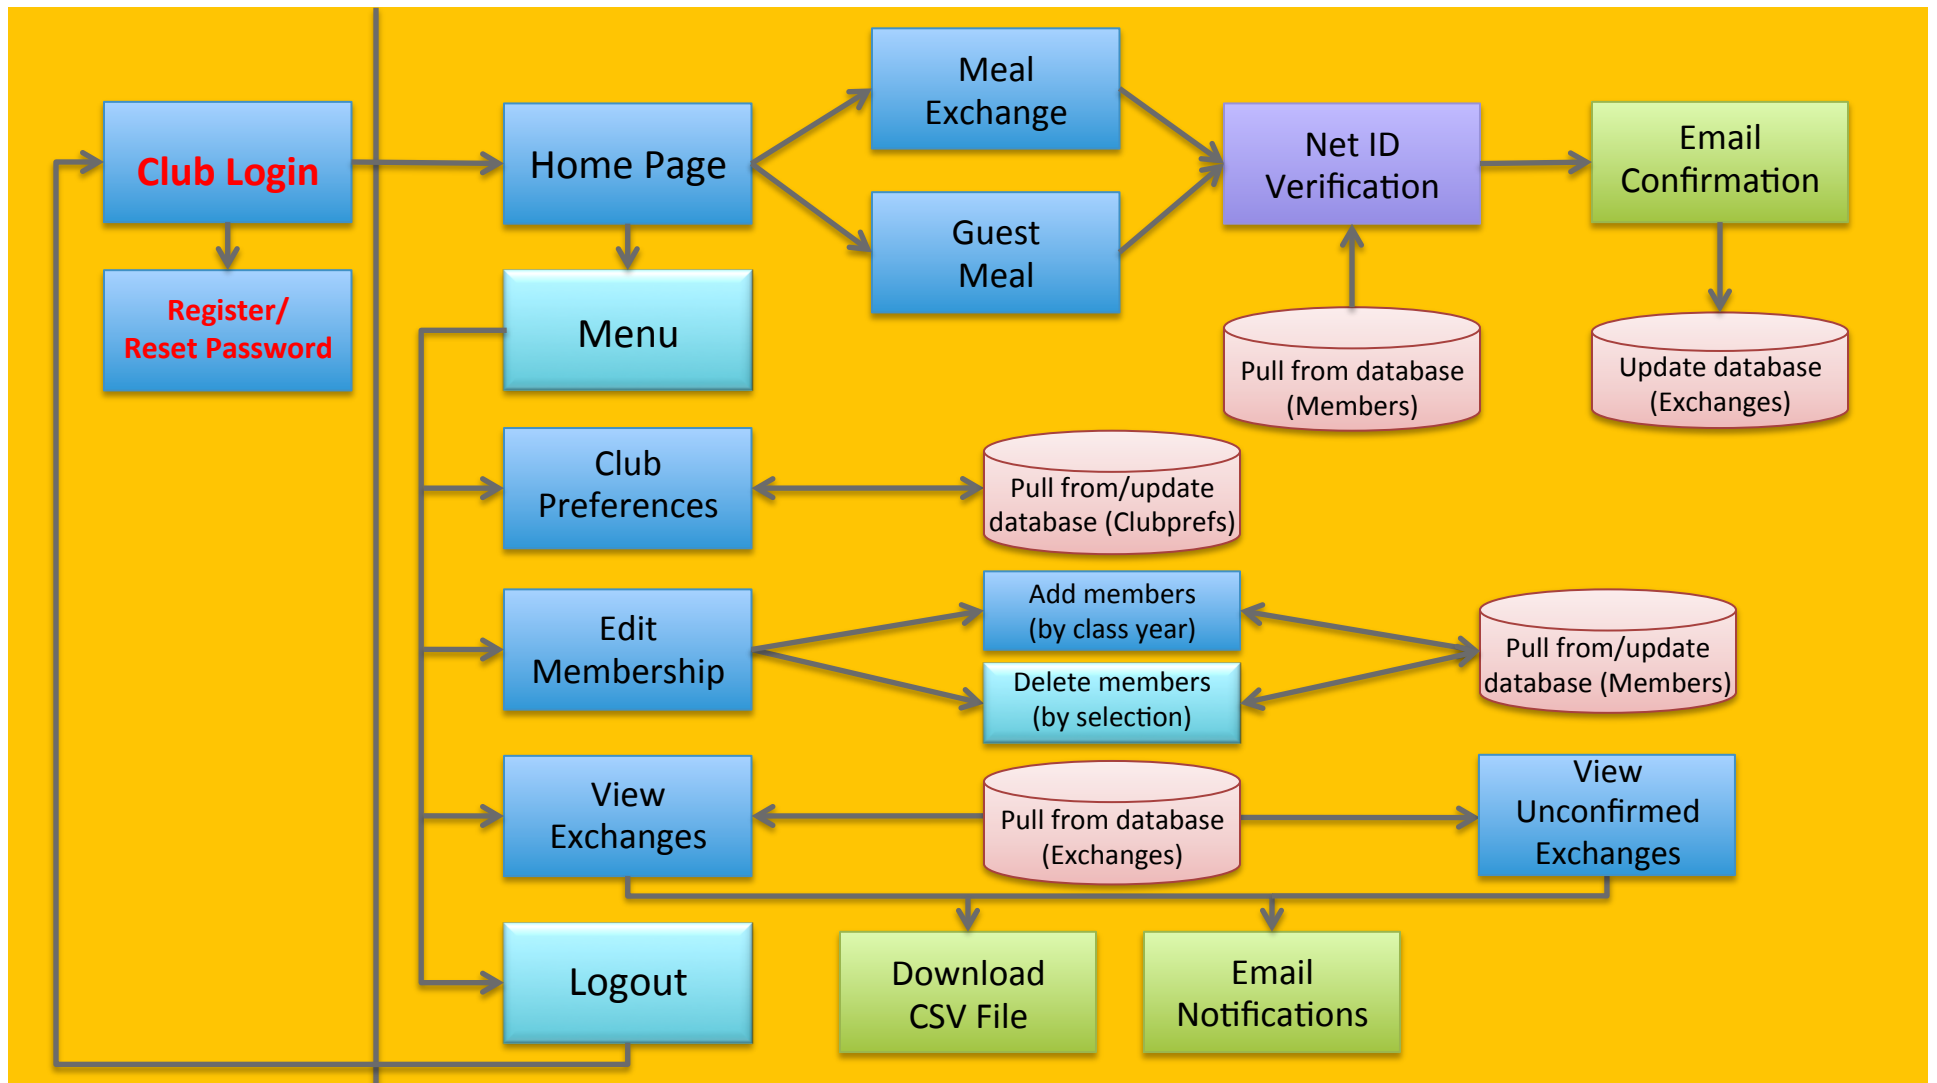 Club Login
Register/
Reset Password
Home Page
Menu
Meal
Exchange
Guest
Meal
Net ID
Verification
Email
Confirmation
Pull from database
(Members)
Update database
(Exchanges)
Club
Preferences
Pull from/update
database (Clubprefs)
Edit
Membership
Add members
(by class year)
Delete members
(by selection)
Pull from/update
database (Members)
View
Exchanges
Pull from database
(Exchanges)
View
Unconfirmed
Exchanges
Logout
Download
CSV File
Email
Notifications